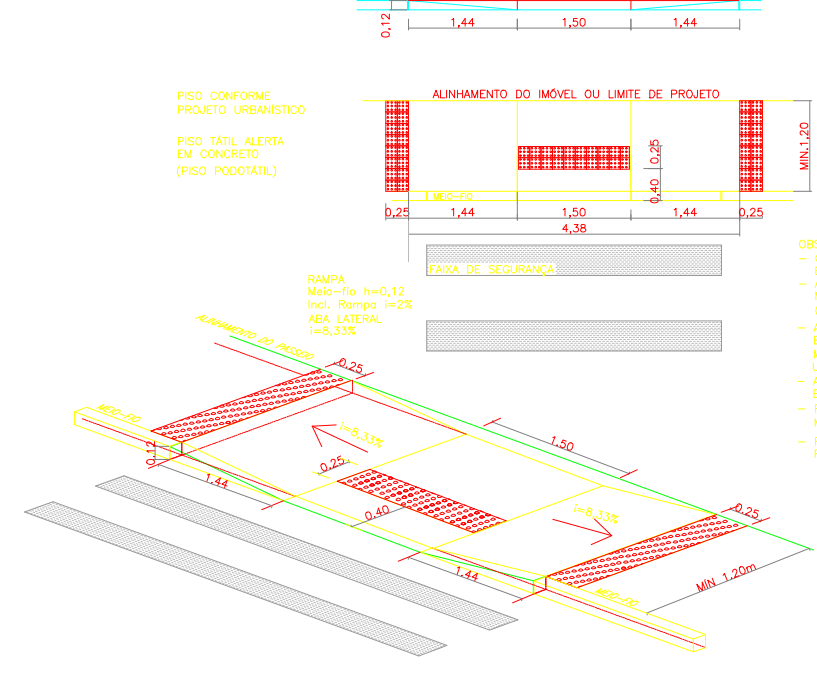 0,12
1,44
1,50
1,44
PISO CONFORME
PROJETO URBANÍSTICO
PISO TÁTIL ALERTA
EM CONCRETO
(PISO PODOTÁTIL)
ALINHAMENTO DO IMÓVEL OU LIMITE DE PROJETO
0,25
0,40
MIN.1,20
MEIO-FIO
0,25
1,44
1,50
1,44
0,25
4,38
FAIXA DE SEGURANÇA
OBS
RAMPA
Meio-fio h=0,12
Incl. Rampa i=2%
ABA LATERAL
i=8,33%
ALINHAMENTO DO PASSEIO
0,25
MEIO-FIO
i=8,33%
1,50
0,12
0,25
1,44
0,40
i=8,33%
0,25
1,44
MIN 1,20m
MEIO-FIO